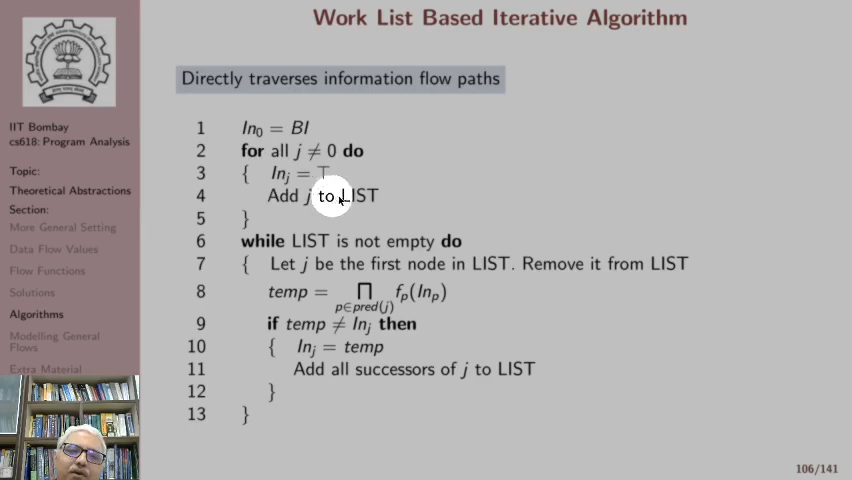 Work List Based Iterative Algorithm
Directly traverses information flow paths
IIT Bombay
cs618: Program Analysis
Topic:
Theoretical Abstractions
Section:
More General Setting
Data Flow Values
Flow Functions
Solutions
Algorithms
Modelling General
Flows
Extra Material
1 In₀ = BI
2 for all j ≠ 0 do
3 { Inⱼ = ⊤
4 Add j to LIST
5 }
6 while LIST is not empty do
7 { Let j be the first node in LIST. Remove it from LIST
8 temp = ⊓ fₚ(Inₚ)
p∈pred(j)
9 if temp ≠ Inⱼ then
10 { Inⱼ = temp
11 Add all successors of j to LIST
12 }
13 }
106/141